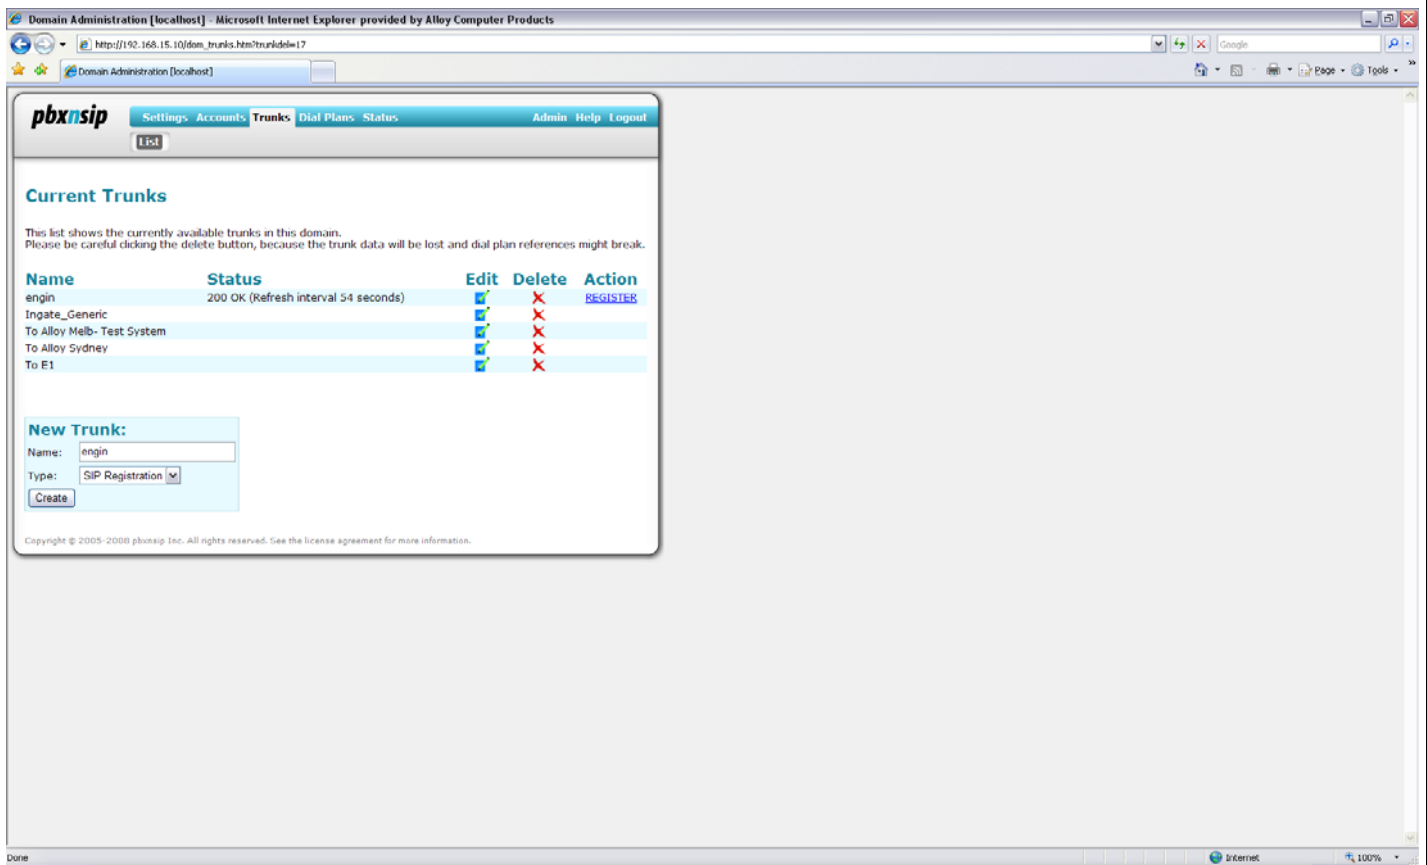 Domain Administration [localhost] - Microsoft Internet Explorer provided by Alloy Computer Products
http://192.168.15.10/dom_trunks.htm?trunkdel=17
Google
Domain Administration [localhost]
Page
Tools
pbxnsip
Settings Accounts Trunks Dial Plans Status Admin Help Logout
List
Current Trunks
This list shows the currently available trunks in this domain.
Please be careful clicking the delete button, because the trunk data will be lost and dial plan references might break.
Name Status Edit Delete Action
engin 200 OK (Refresh interval 54 seconds) REGISTER
Ingate_Generic
To Alloy Melb- Test System
To Alloy Sydney
To E1
New Trunk:
Name: engin
Type: SIP Registration
Create
Copyright © 2005-2008 pbxnsip Inc. All rights reserved. See the license agreement for more information.
Done Internet 100%